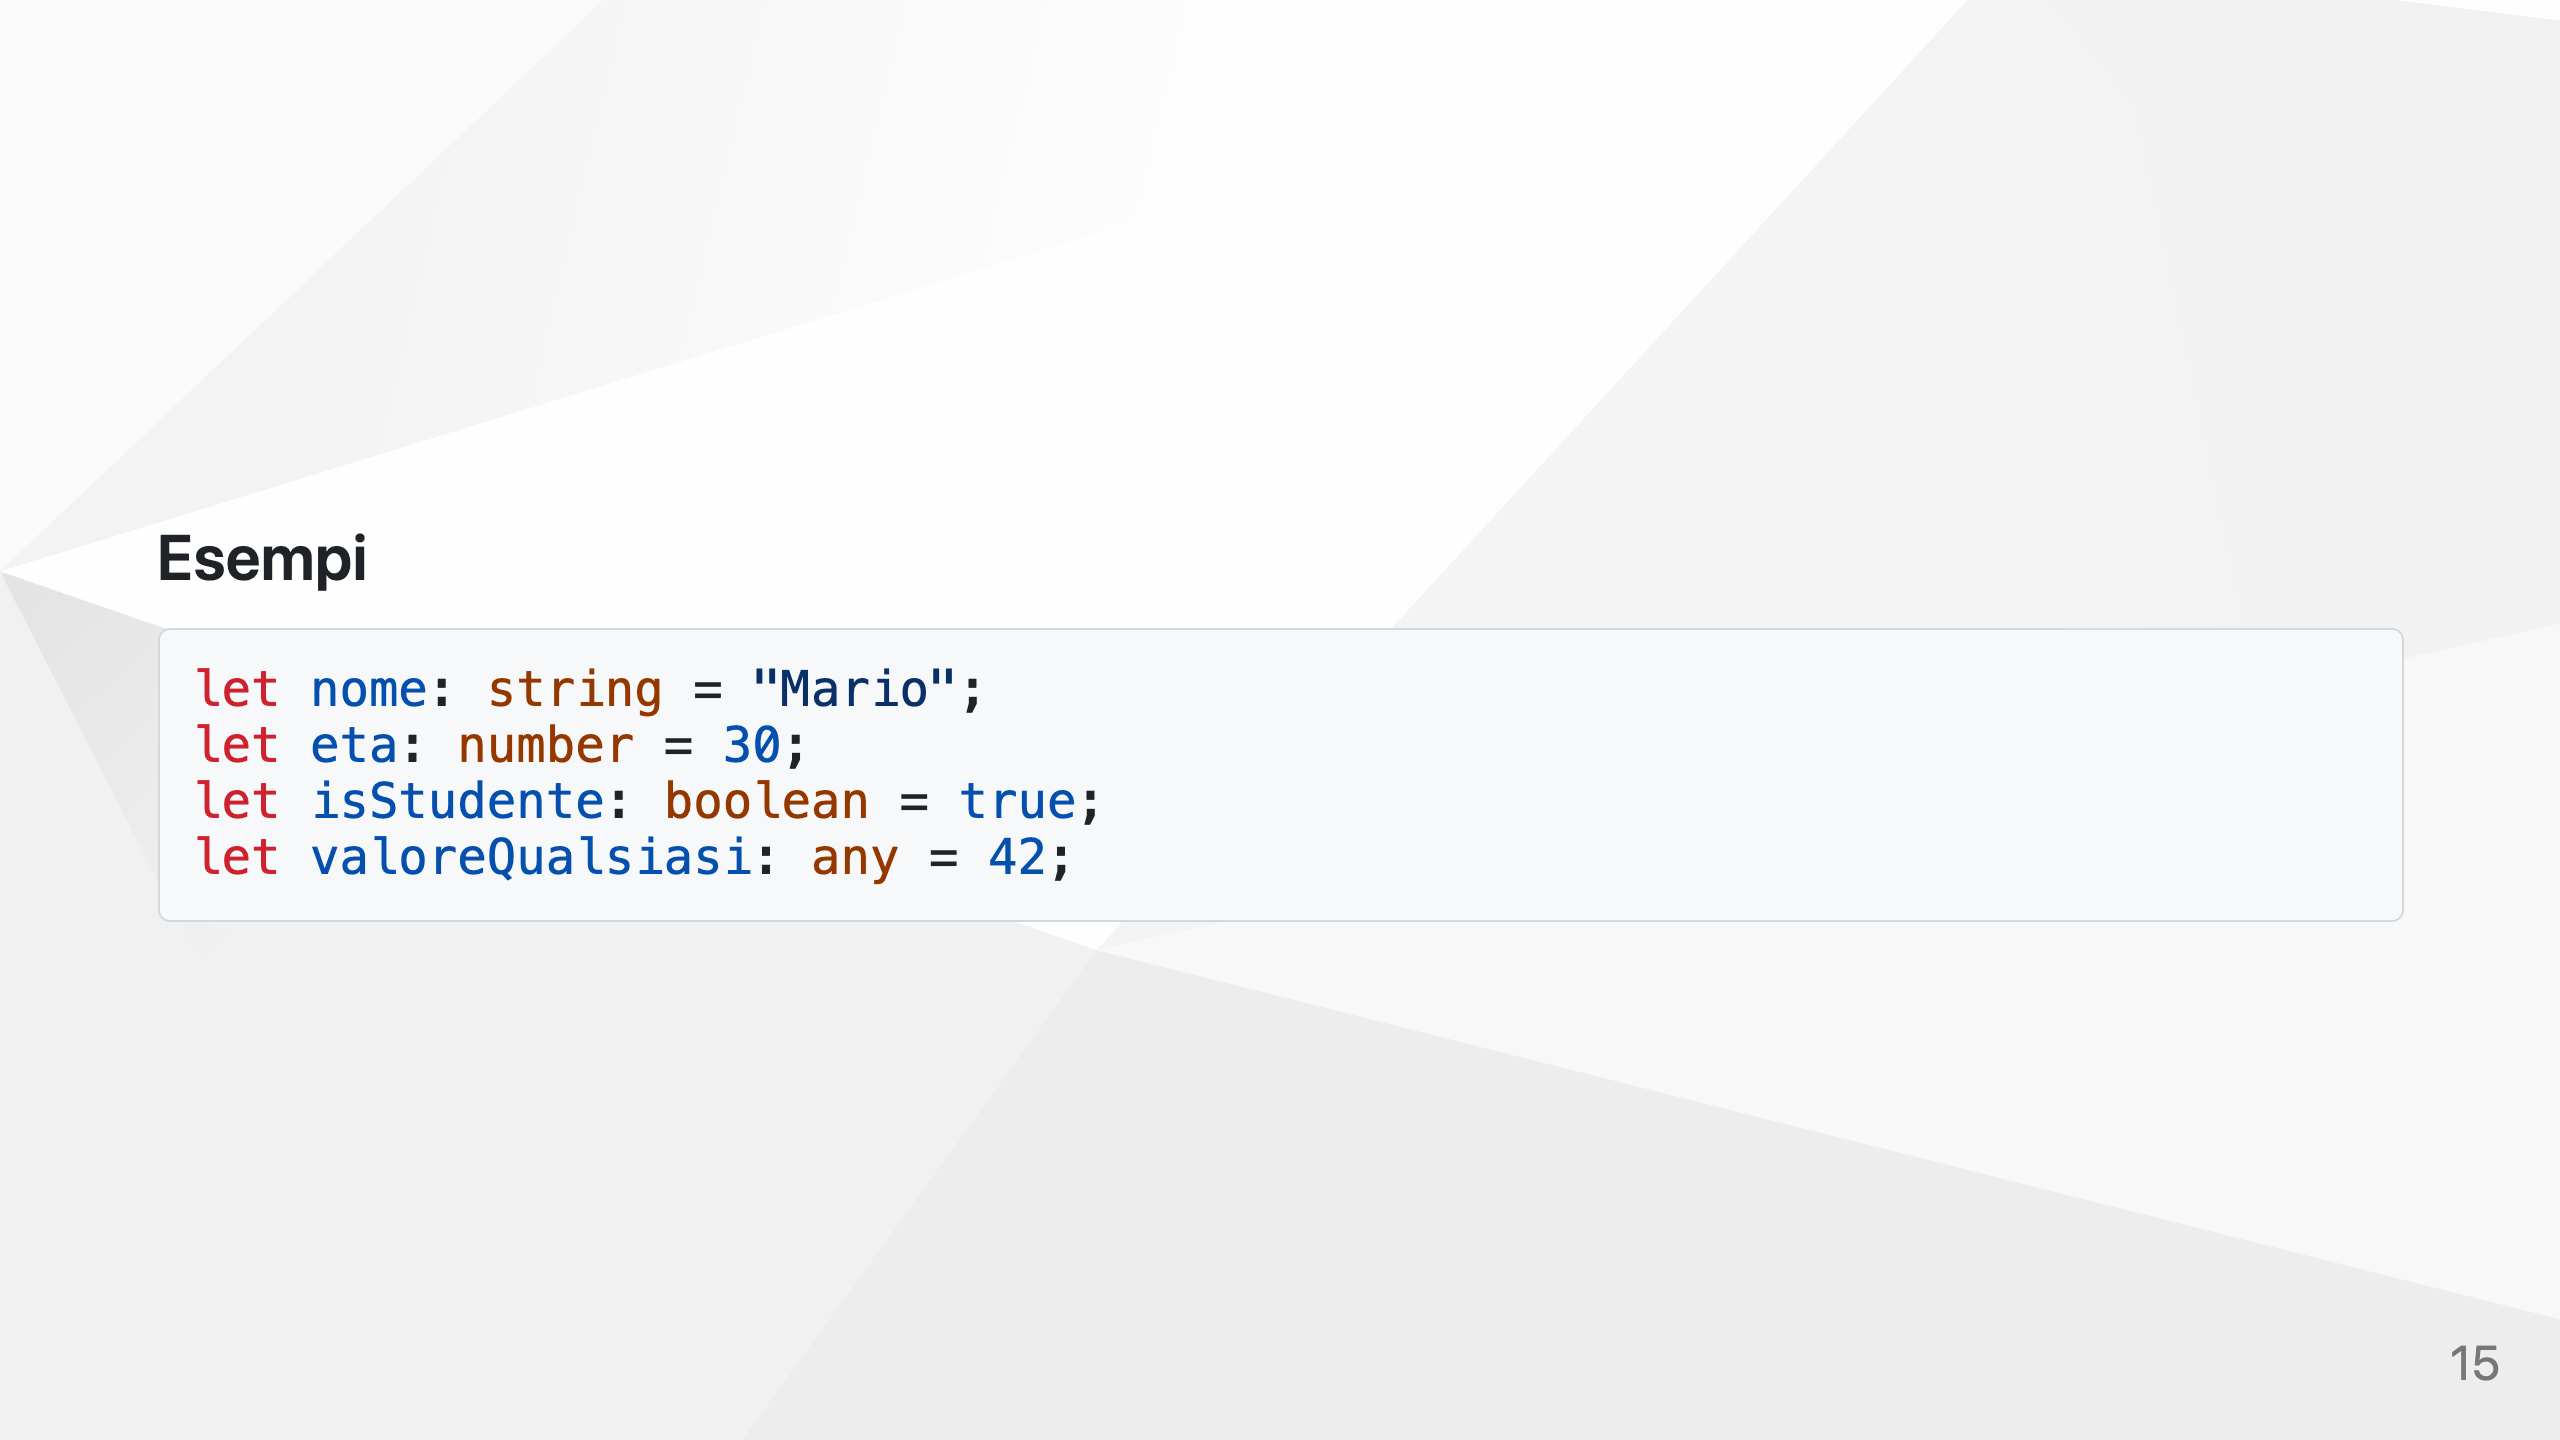 Esempi
let nome: string = "Mario";
let eta: number = 30;
let isStudente: boolean = true;
let valoreQualsiasi: any = 42;
15